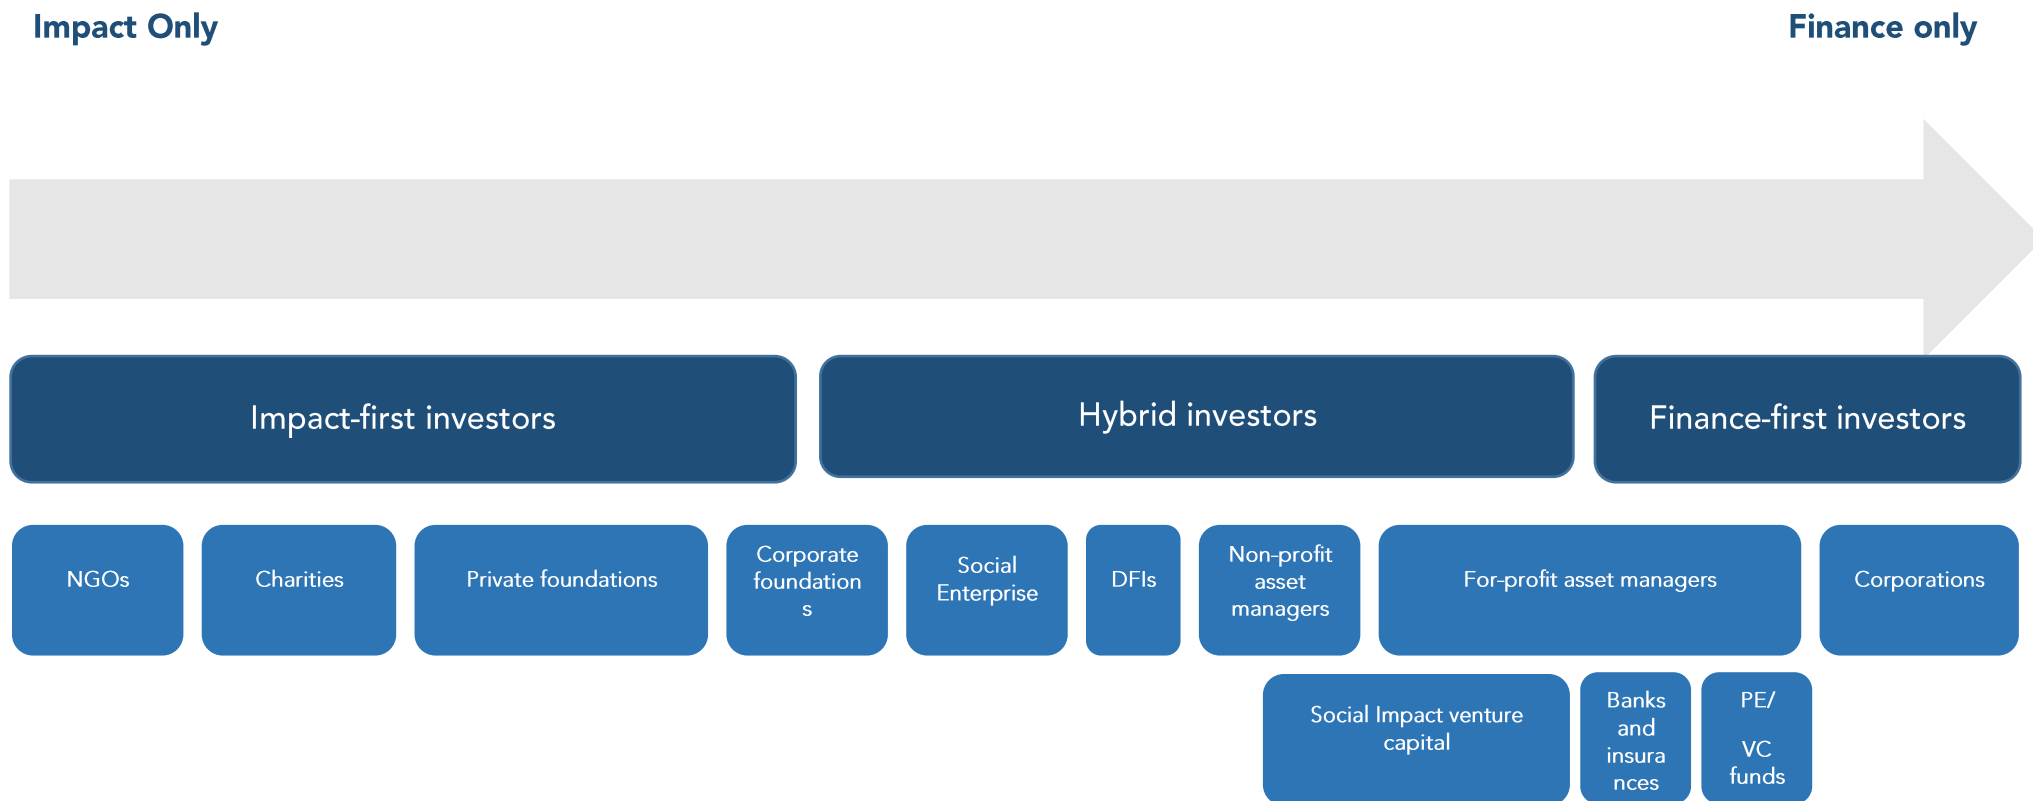 Impact Only
Finance only
Impact-first investors
Hybrid investors
Finance-first investors
NGOs
Charities
Private foundations
Corporate
foundation
s
Social
Enterprise
DFIs
Non-profit
asset
managers
For-profit asset managers
Corporations
Social Impact venture
capital
Banks
and
insura
nces
PE/
VC
funds